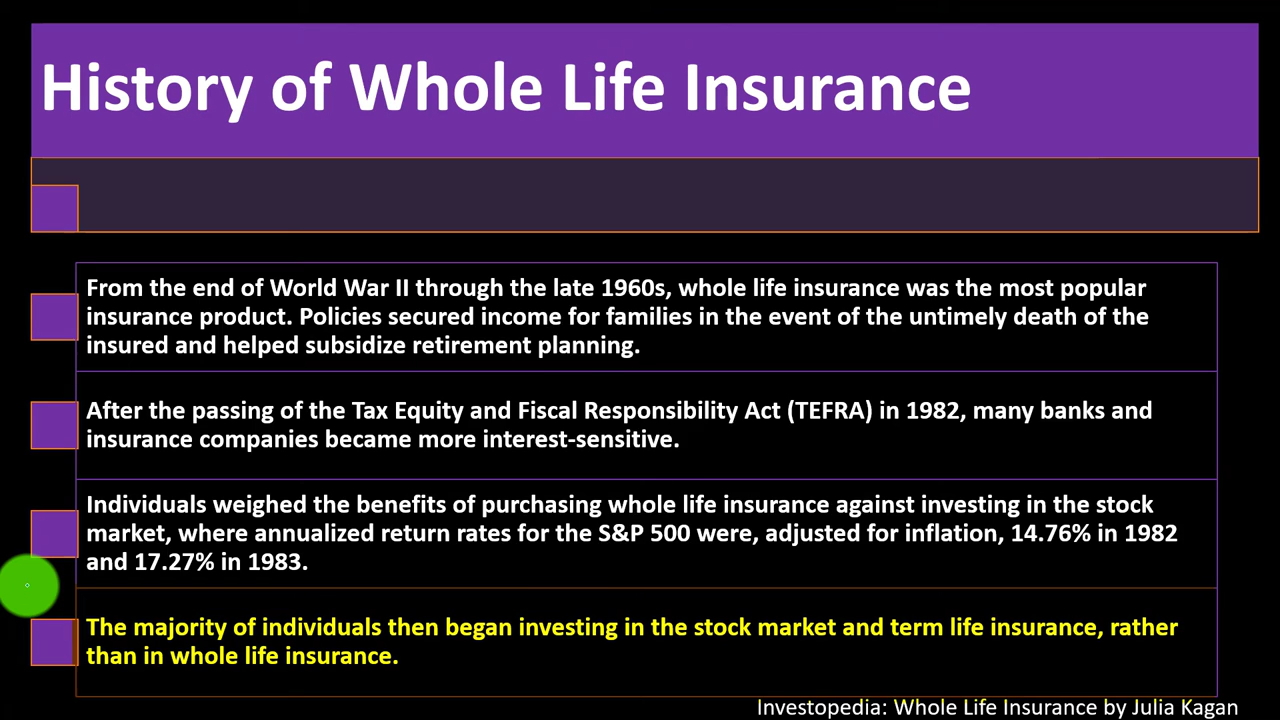 History of Whole Life Insurance
From the end of World War II through the late 1960s, whole life insurance was the most popular
insurance product. Policies secured income for families in the event of the untimely death of the
insured and helped subsidize retirement planning.
After the passing of the Tax Equity and Fiscal Responsibility Act (TEFRA) in 1982, many banks and
insurance companies became more interest-sensitive.
Individuals weighed the benefits of purchasing whole life insurance against investing in the stock
market, where annualized return rates for the S&P 500 were, adjusted for inflation, 14.76% in 1982
and 17.27% in 1983.
The majority of individuals then began investing in the stock market and term life insurance, rather
than in whole life insurance.
Investopedia: Whole Life Insurance by Julia Kagan